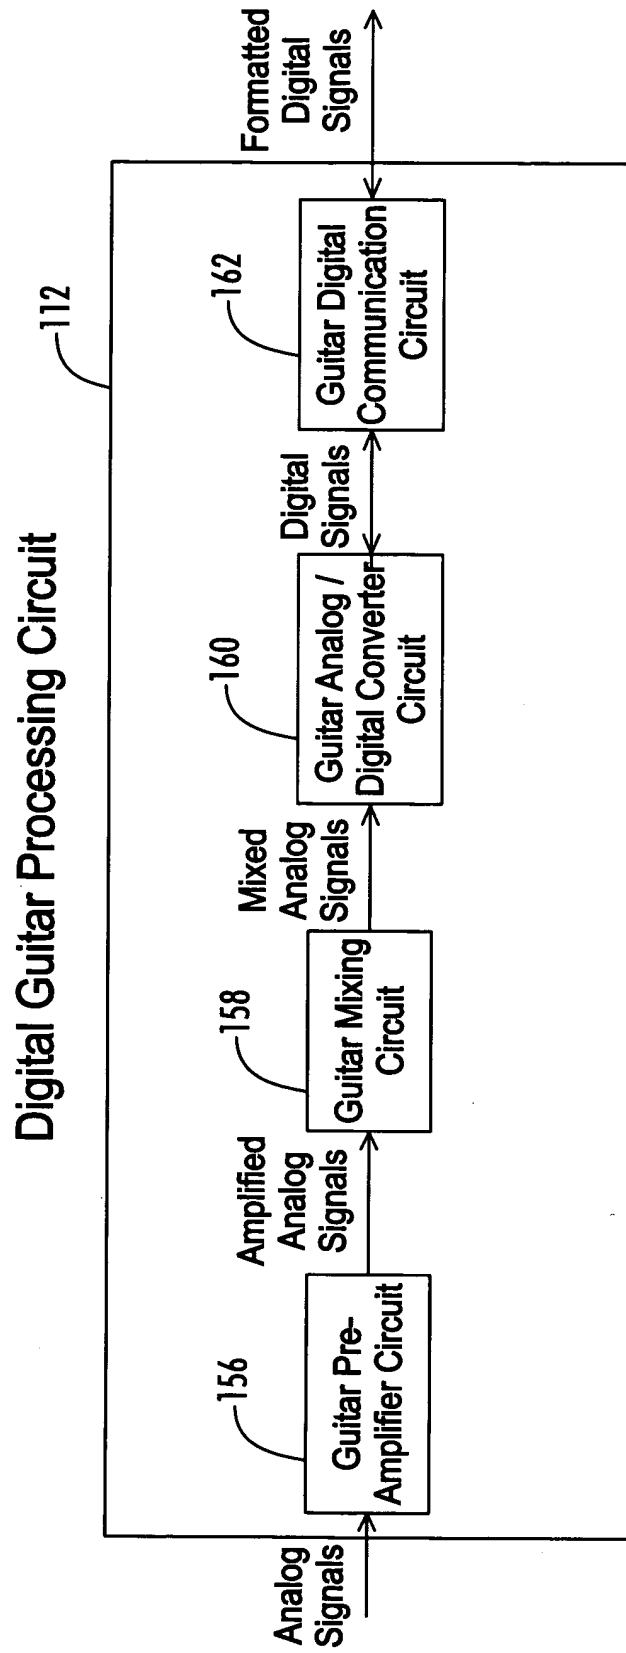 Digital Guitar Processing Circuit
112
Analog
Signals
156
Guitar Pre-
Amplifier Circuit
Amplified
Analog
Signals
158
Guitar Mixing
Circuit
Mixed
Analog
Signals
160
Guitar Analog /
Digital Converter
Circuit
Digital
Signals
162
Guitar Digital
Communication
Circuit
Formatted
Digital
Signals